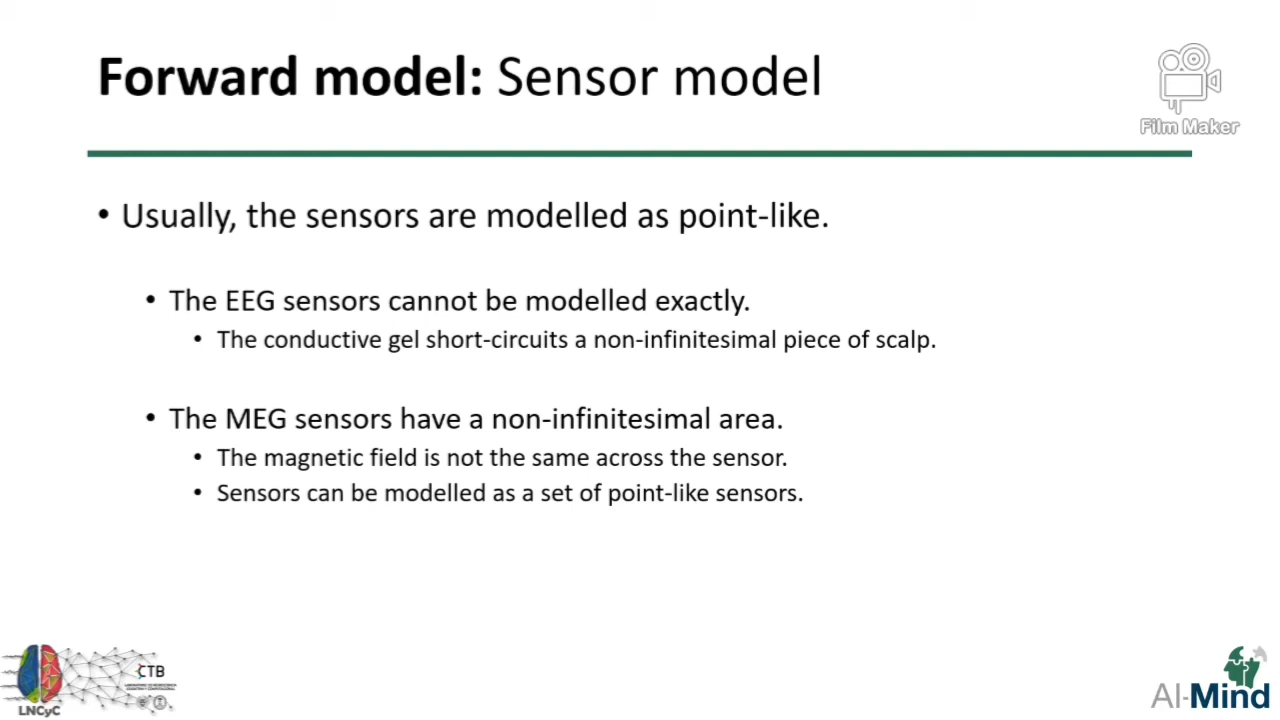 Forward model: Sensor model
Film Maker
• Usually, the sensors are modelled as point-like.
• The EEG sensors cannot be modelled exactly.
• The conductive gel short-circuits a non-infinitesimal piece of scalp.
• The MEG sensors have a non-infinitesimal area.
• The magnetic field is not the same across the sensor.
• Sensors can be modelled as a set of point-like sensors.
CTB
LNCyC
AI-Mind